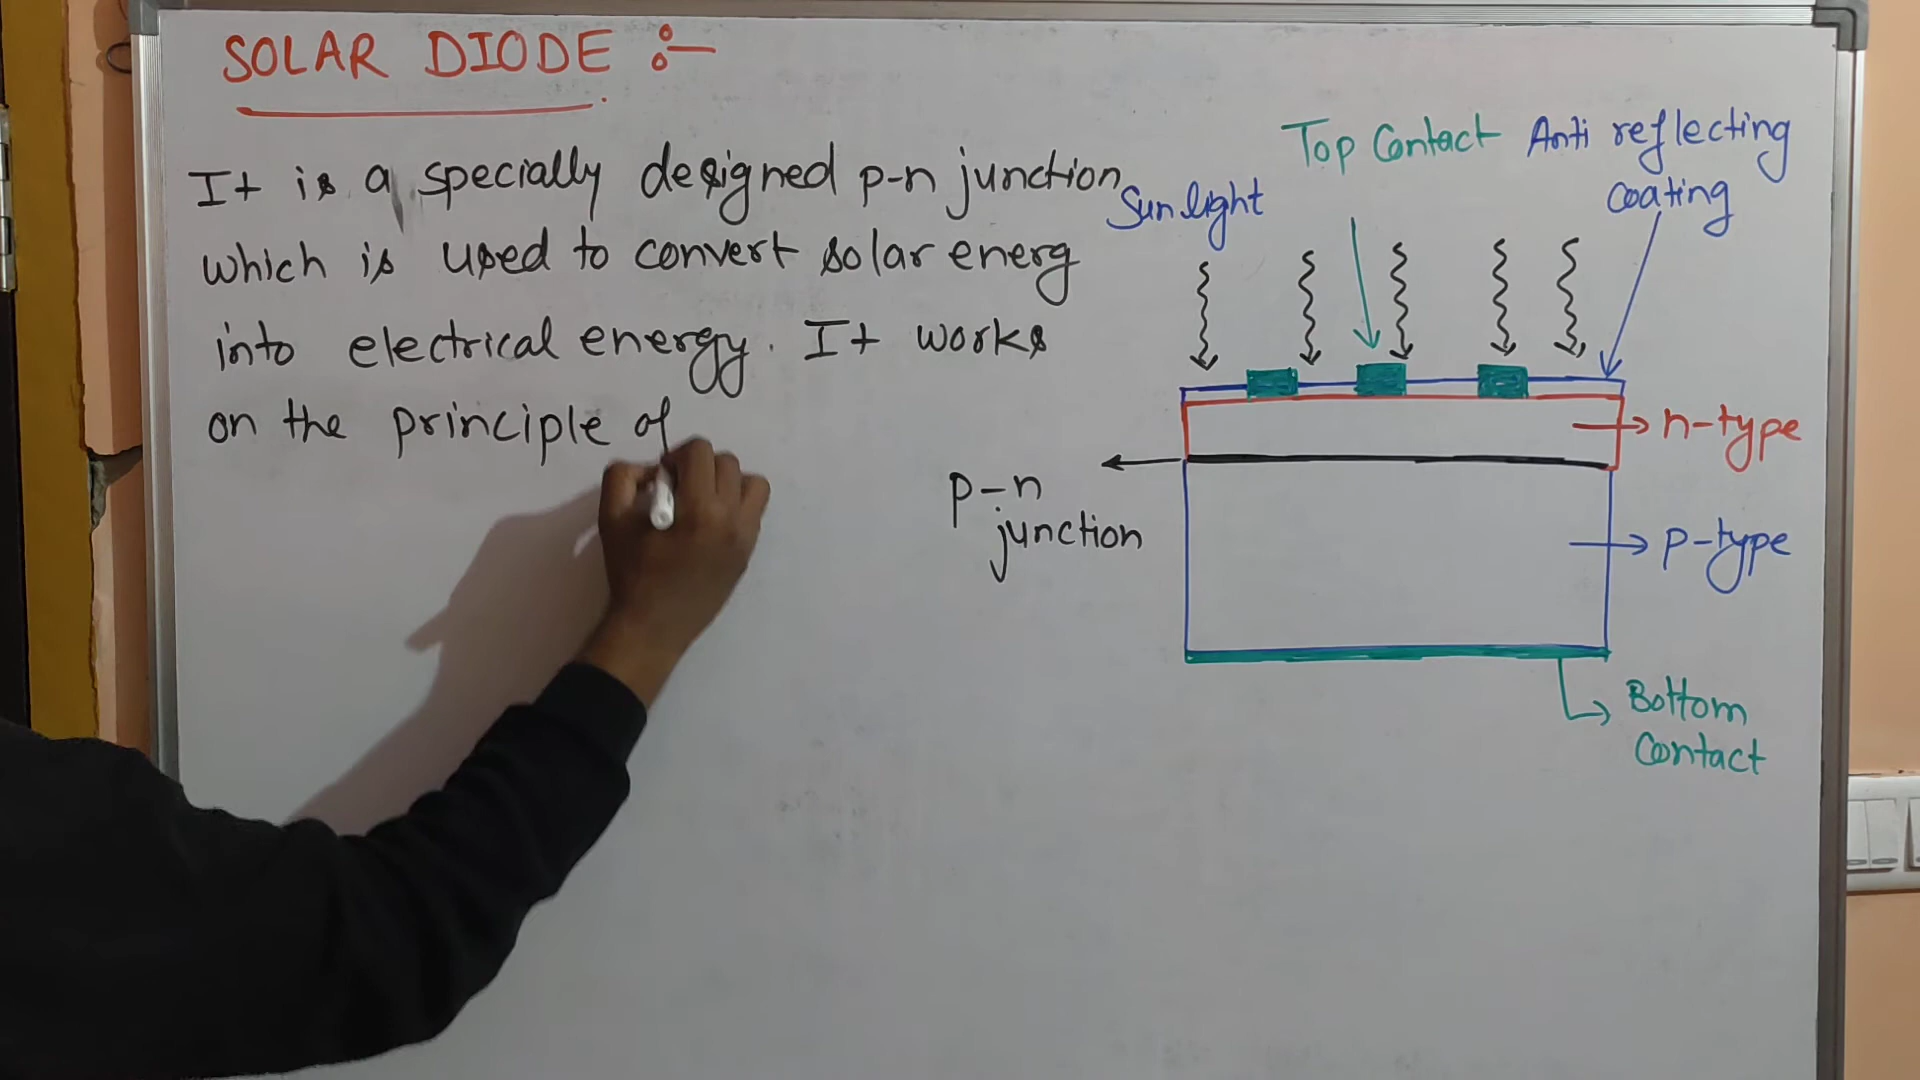 SOLAR DIODE :-
It is a specially designed p-n junction
which is used to convert solar energ
into electrical energy. It works
on the principle of
Sunlight
Top Contact
Anti reflecting
coating
n-type
p-n
junction
p-type
Bottom
Contact